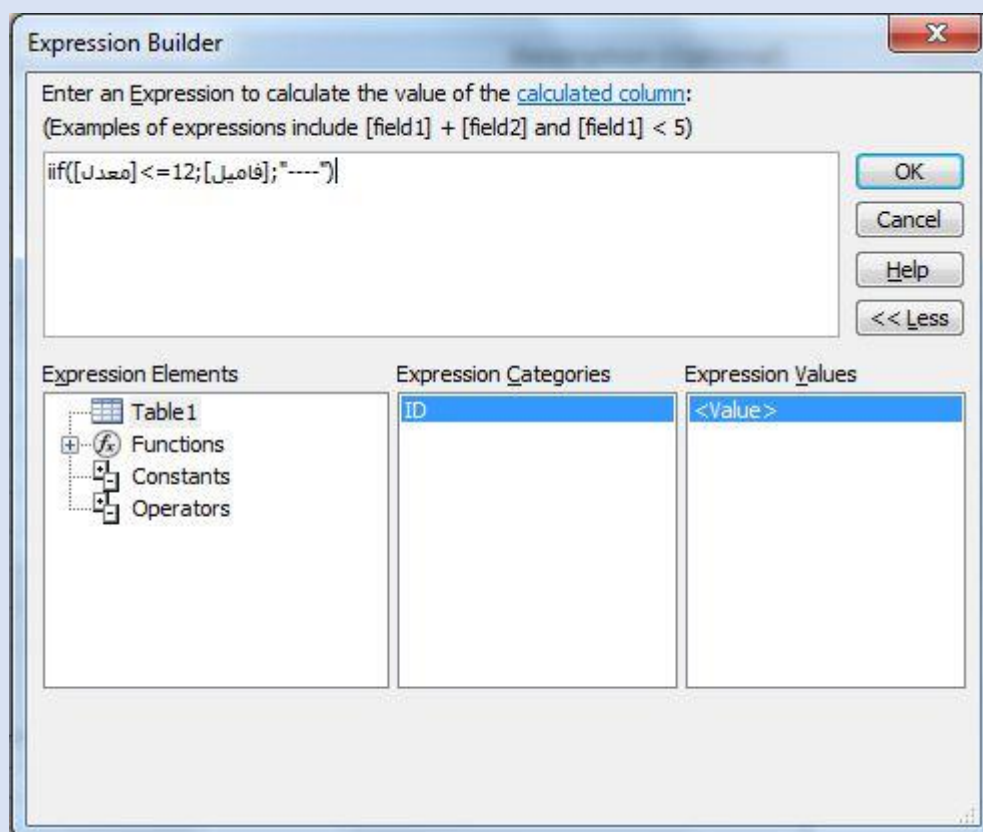 Expression Builder
Enter an Expression to calculate the value of the calculated column:
(Examples of expressions include [field1] + [field2] and [field1] < 5)
iif([معدل]<=12;[فامیل];"----")
OK
Cancel
Help
<< Less
Expression Elements
Expression Categories
Expression Values
Table1
ID
<Value>
Functions
Constants
Operators